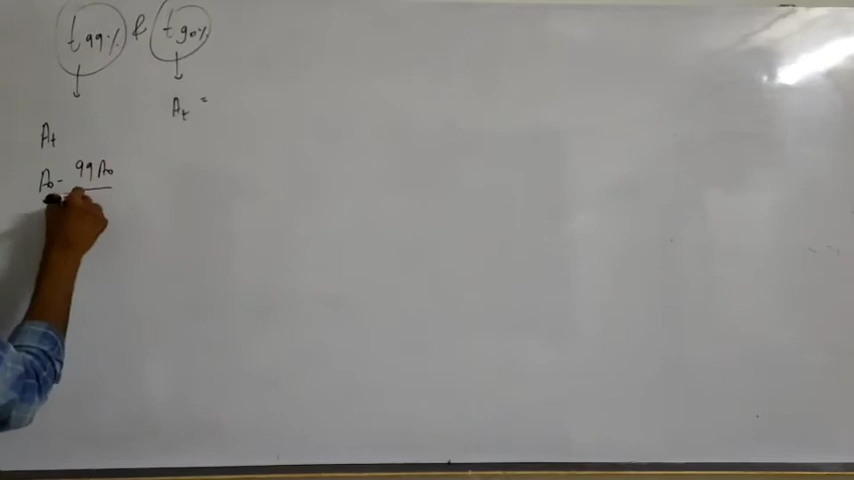 t99% & t90%
At =
At
A0 - 99A0